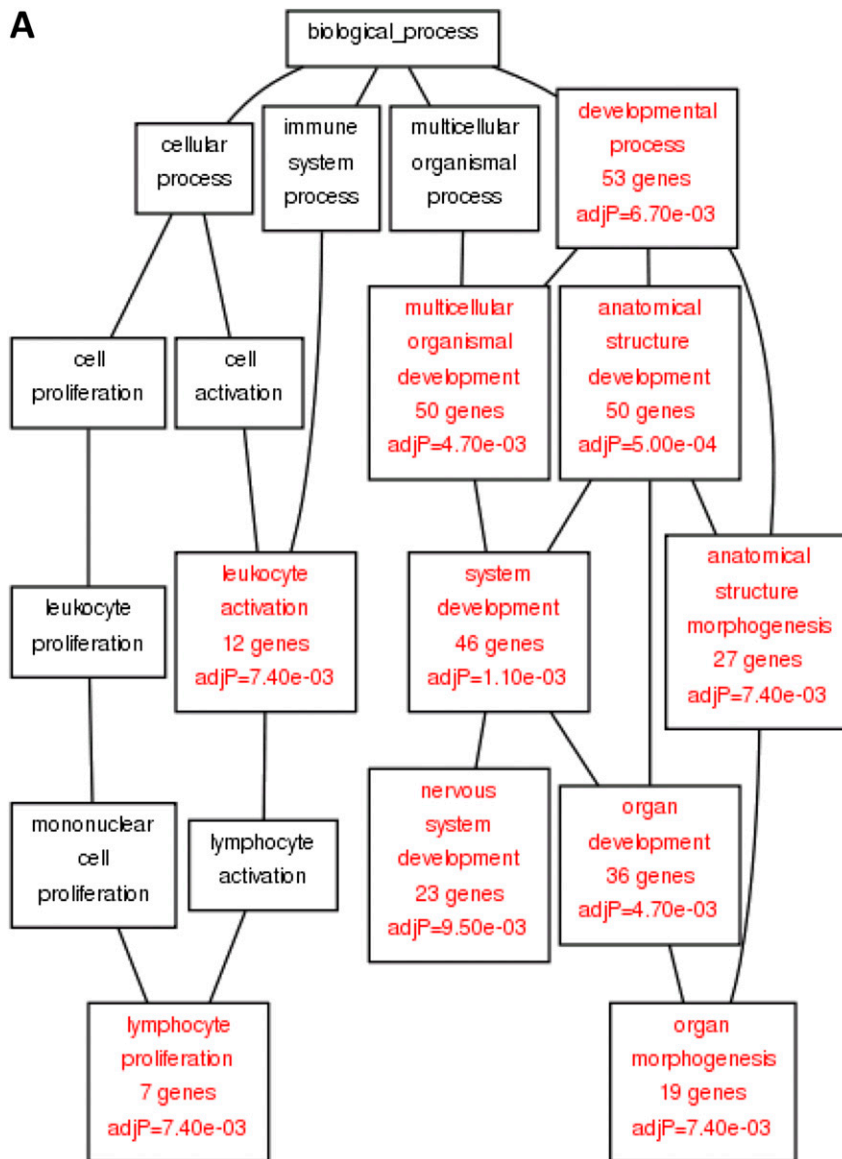 A
biological_process
cellular
process
immune
system
process
multicellular
organismal
process
developmental
process
53 genes
adjP=6.70e-03
cell
proliferation
cell
activation
multicellular
organismal
development
50 genes
adjP=4.70e-03
anatomical
structure
development
50 genes
adjP=5.00e-04
leukocyte
proliferation
leukocyte
activation
12 genes
adjP=7.40e-03
system
development
46 genes
adjP=1.10e-03
anatomical
structure
morphogenesis
27 genes
adjP=7.40e-03
mononuclear
cell
proliferation
lymphocyte
activation
nervous
system
development
23 genes
adjP=9.50e-03
organ
development
36 genes
adjP=4.70e-03
lymphocyte
proliferation
7 genes
adjP=7.40e-03
organ
morphogenesis
19 genes
adjP=7.40e-03